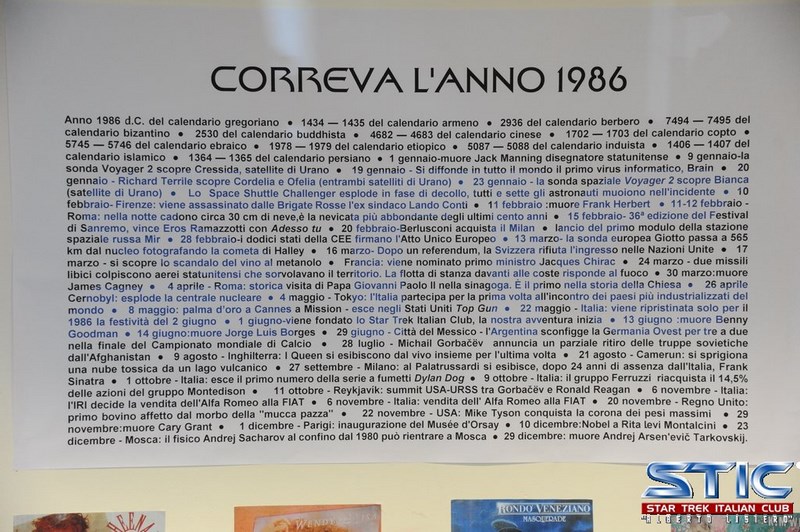 CORREVA L'ANNO 1986
Anno 1986 d.C. del calendario gregoriano ● 1434 — 1435 del calendario armeno ● 2936 del calendario berbero ● 7494 — 7495 del
calendario bizantino ● 2530 del calendario buddhista ● 4682 — 4683 del calendario cinese ● 1702 — 1703 del calendario copto ●
5745 — 5746 del calendario ebraico ● 1978 — 1979 del calendario etiopico ● 5087 — 5088 del calendario induista ● 1406 — 1407 del
calendario islamico ● 1364 — 1365 del calendario persiano ● 1 gennaio-muore Jack Manning disegnatore statunitense ● 9 gennaio-la
sonda Voyager 2 scopre Cressida, satellite di Urano ● 19 gennaio - Si diffonde in tutto il mondo il primo virus informatico, Brain ● 20
gennaio - Richard Terrile scopre Cordelia e Ofelia (entrambi satelliti di Urano) ● 23 gennaio - la sonda spaziale Voyager 2 scopre Bianca
(satellite di Urano) ● Lo Space Shuttle Challenger esplode in fase di decollo, tutti e sette gli astronauti muoiono nell'incidente ● 10
febbraio- Firenze: viene assassinato dalle Brigate Rosse l'ex sindaco Lando Conti ● 11 febbraio :muore Frank Herbert ● 11-12 febbraio -
Roma: nella notte cadono circa 30 cm di neve,è la nevicata più abbondante degli ultimi cento anni ● 15 febbraio- 36ª edizione del Festival
di Sanremo, vince Eros Ramazzotti con Adesso tu ● 20 febbraio-Berlusconi acquista il Milan ● lancio del primo modulo della stazione
spaziale russa Mir ● 28 febbraio-i dodici stati della CEE firmano l'Atto Unico Europeo ● 13 marzo- la sonda europea Giotto passa a 565
km dal nucleo fotografando la cometa di Halley ● 16 marzo- Dopo un referendum, la Svizzera rifiuta l'ingresso nelle Nazioni Unite ● 17
marzo - si scopre lo scandalo del vino al metanolo ● Francia: viene nominato primo ministro Jacques Chirac ● 24 marzo - due missili
libici colpiscono aerei statunitensi che sorvolavano il territorio. La flotta di stanza davanti alle coste risponde al fuoco ● 30 marzo:muore
James Cagney ● 4 aprile - Roma: storica visita di Papa Giovanni Paolo II nella sinagoga. È il primo nella storia della Chiesa ● 26 aprile
Cernobyl: esplode la centrale nucleare ● 4 maggio - Tokyo: l'Italia partecipa per la prima volta all'incontro dei paesi più industrializzati del
mondo ● 8 maggio: palma d'oro a Cannes a Mission - esce negli Stati Uniti Top Gun ● 22 maggio - Italia: viene ripristinata solo per il
1986 la festività del 2 giugno ● 1 giugno-viene fondato lo Star Trek Italian Club, la nostra avventura inizia ● 13 giugno :muore Benny
Goodman ● 14 giugno:muore Jorge Luis Borges ● 29 giugno - Città del Messico - l'Argentina sconfigge la Germania Ovest per tre a due
nella finale del Campionato mondiale di Calcio ● 28 luglio - Michail Gorbačëv annuncia un parziale ritiro delle truppe sovietiche
dall'Afghanistan ● 9 agosto - Inghilterra: I Queen si esibiscono dal vivo insieme per l'ultima volta ● 21 agosto - Camerun: si sprigiona
una nube tossica da un lago vulcanico ● 27 settembre - Milano: al Palatrussardi si esibisce, dopo 24 anni di assenza dall'Italia, Frank
Sinatra ● 1 ottobre - Italia: esce il primo numero della serie a fumetti Dylan Dog ● 9 ottobre - Italia: il gruppo Ferruzzi riacquista il 14,5%
delle azioni del gruppo Montedison ● 11 ottobre - Reykjavik: summit USA-URSS tra Gorbačëv e Ronald Reagan ● 6 novembre - Italia:
l'IRI decide la vendita dell'Alfa Romeo alla FIAT ● 6 novembre - Italia: vendita dell' Alfa Romeo alla FIAT ● 20 novembre - Regno Unito:
primo bovino affetto dal morbo della "mucca pazza" ● 22 novembre - USA: Mike Tyson conquista la corona dei pesi massimi ● 29
novembre:muore Cary Grant ● 1 dicembre - Parigi: inaugurazione del Musée d'Orsay ● 10 dicembre:Nobel a Rita levi Montalcini ● 23
dicembre - Mosca: il fisico Andrej Sacharov al confino dal 1980 può rientrare a Mosca ● 29 dicembre: muore Andrej Arsen'evič Tarkovskij.
STIC
STAR TREK ITALIAN CLUB
"ALBERTO LISIERO"
RONDO VENEZIANO
MASQUERADE